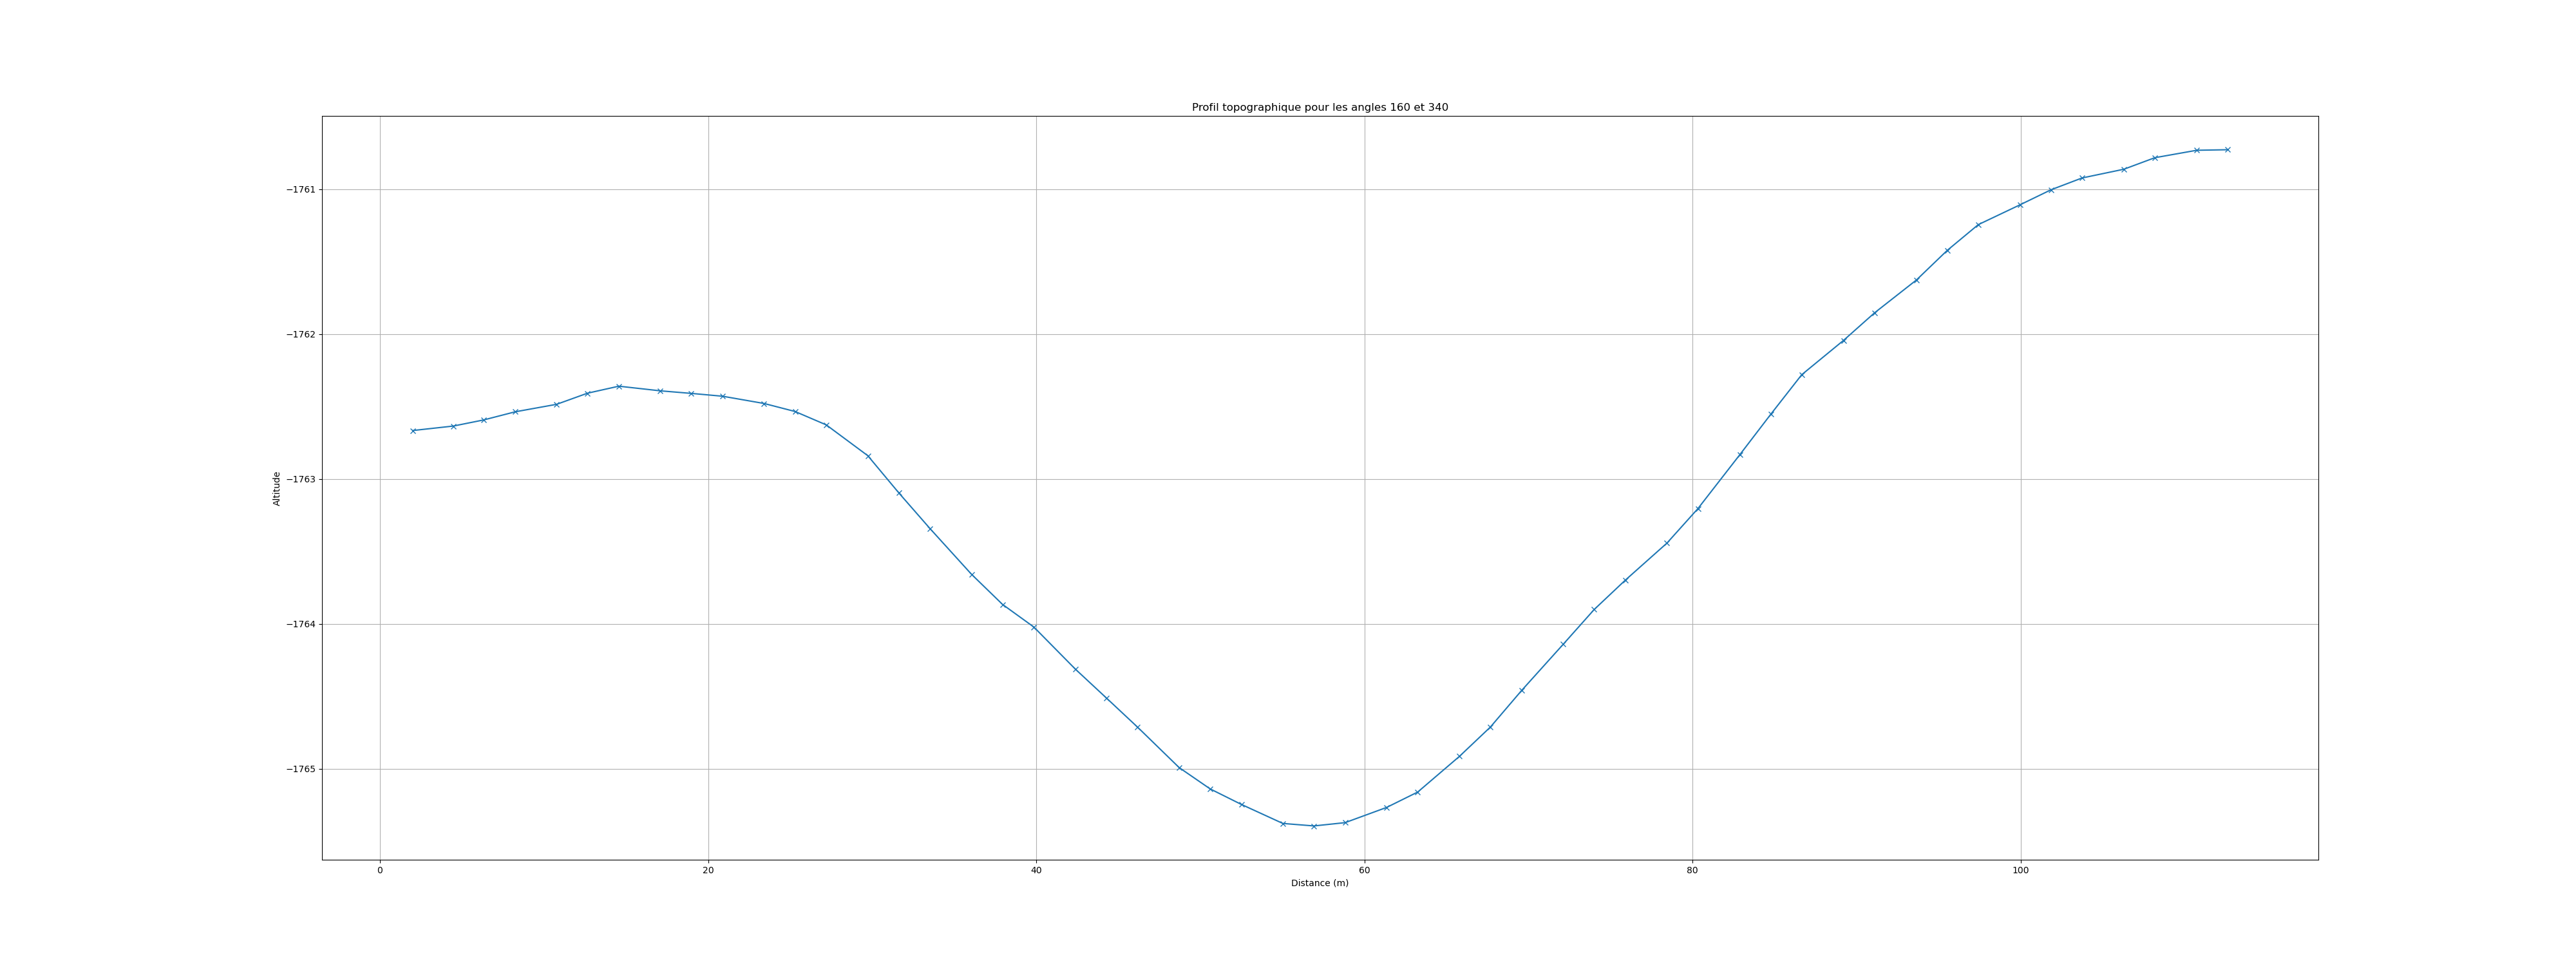 Profil topographique pour les angles 160 et 340
−1761
−1762
−1763
Altitude
−1764
−1765
0 20 40 60 80 100
Distance (m)